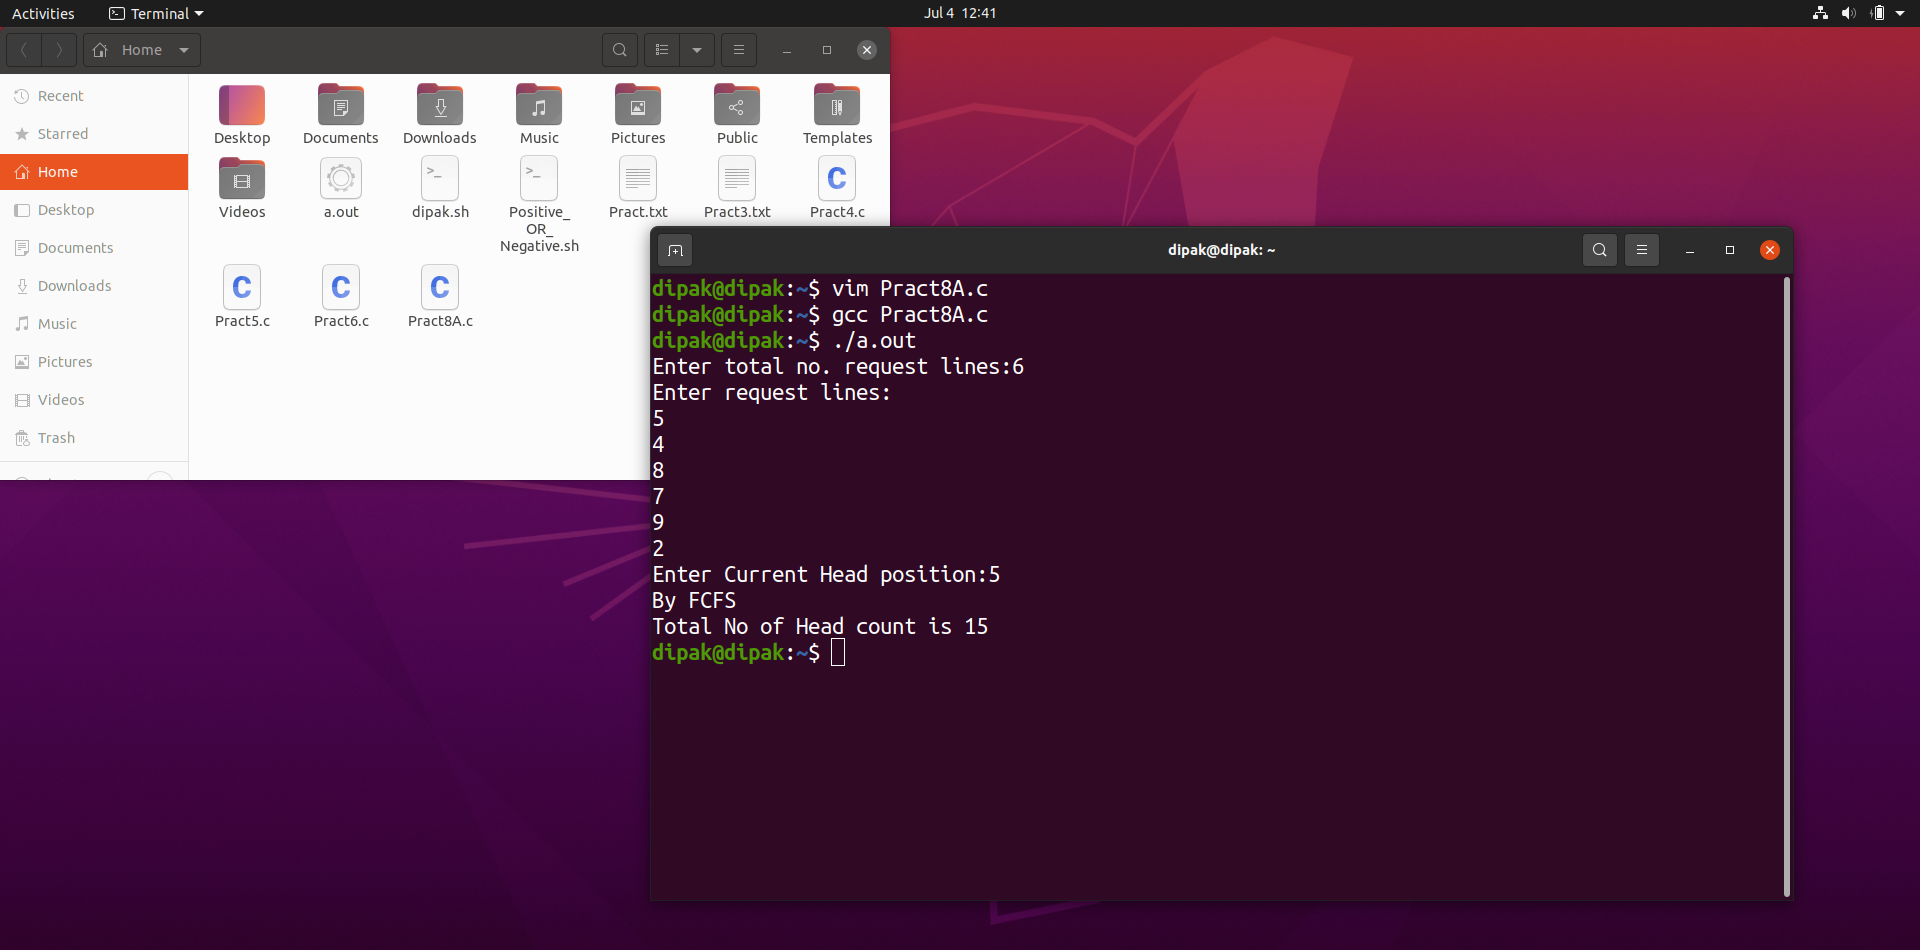 Activities
Terminal
Jul 4 12:41
Home
Recent
Starred
Home
Desktop
Documents
Downloads
Music
Pictures
Videos
Trash
Desktop
Documents
Downloads
Music
Pictures
Public
Templates
Videos
a.out
>_
dipak.sh
>_
Positive_
OR_
Negative.sh
Pract.txt
Pract3.txt
C
Pract4.c
C
Pract5.c
C
Pract6.c
C
Pract8A.c
dipak@dipak: ~
dipak@dipak:~$ vim Pract8A.c
dipak@dipak:~$ gcc Pract8A.c
dipak@dipak:~$ ./a.out
Enter total no. request lines:6
Enter request lines:
5
4
8
7
9
2
Enter Current Head position:5
By FCFS
Total No of Head count is 15
dipak@dipak:~$